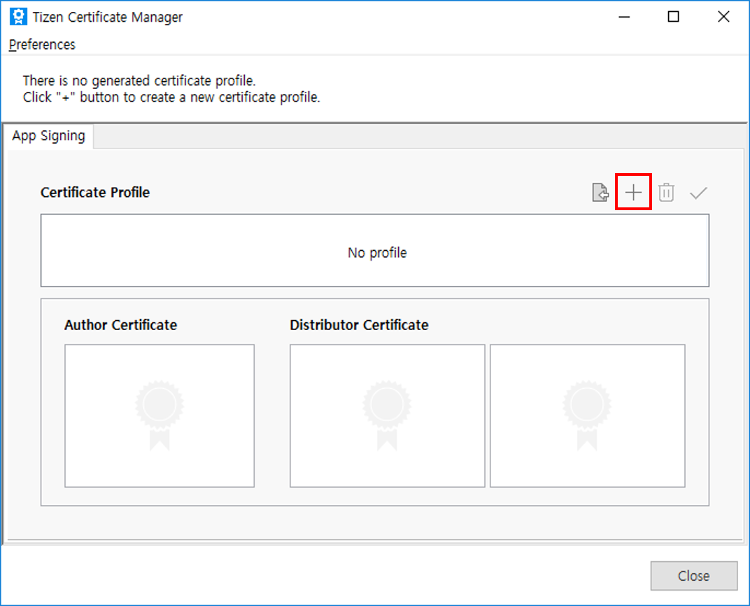 Tizen Certificate Manager
Preferences
There is no generated certificate profile.
Click "+" button to create a new certificate profile.
App Signing
Certificate Profile
No profile
Author Certificate
Distributor Certificate
Close